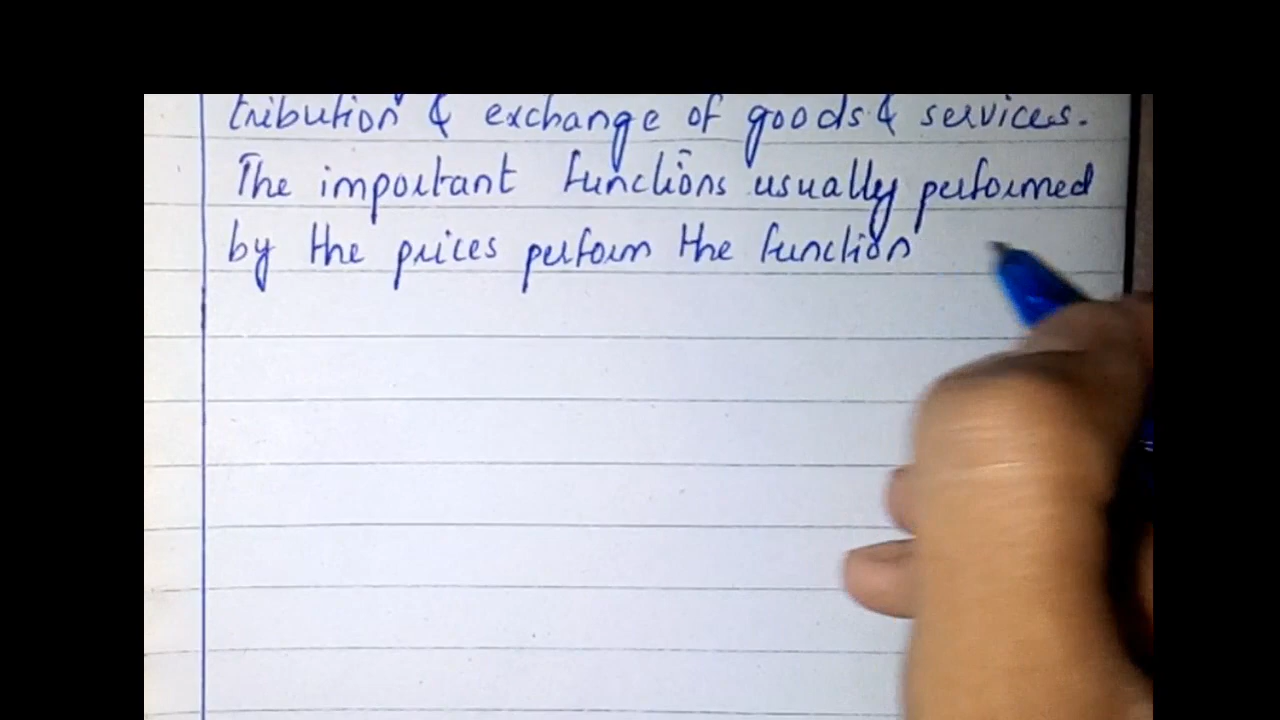 tribution & exchange of goods & services.
The important functions usually performed
by the prices perform the function